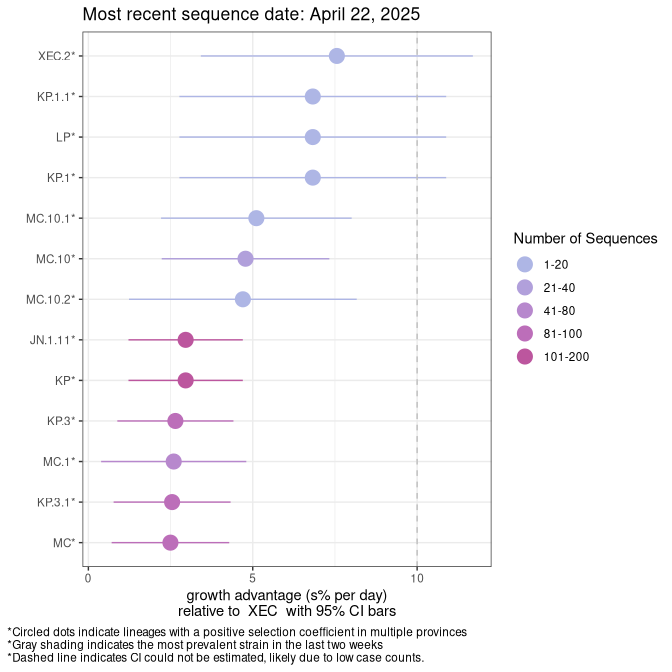 Most recent sequence date: April 22, 2025
XEC.2*
KP.1.1*
LP*
KP.1*
MC.10.1*
MC.10*
MC.10.2*
JN.1.11*
KP*
KP.3*
MC.1*
KP.3.1*
MC*
0 5 10
growth advantage (s% per day)
relative to XEC with 95% CI bars
Number of Sequences
1-20
21-40
41-80
81-100
101-200
*Circled dots indicate lineages with a positive selection coefficient in multiple provinces
*Gray shading indicates the most prevalent strain in the last two weeks
*Dashed line indicates CI could not be estimated, likely due to low case counts.